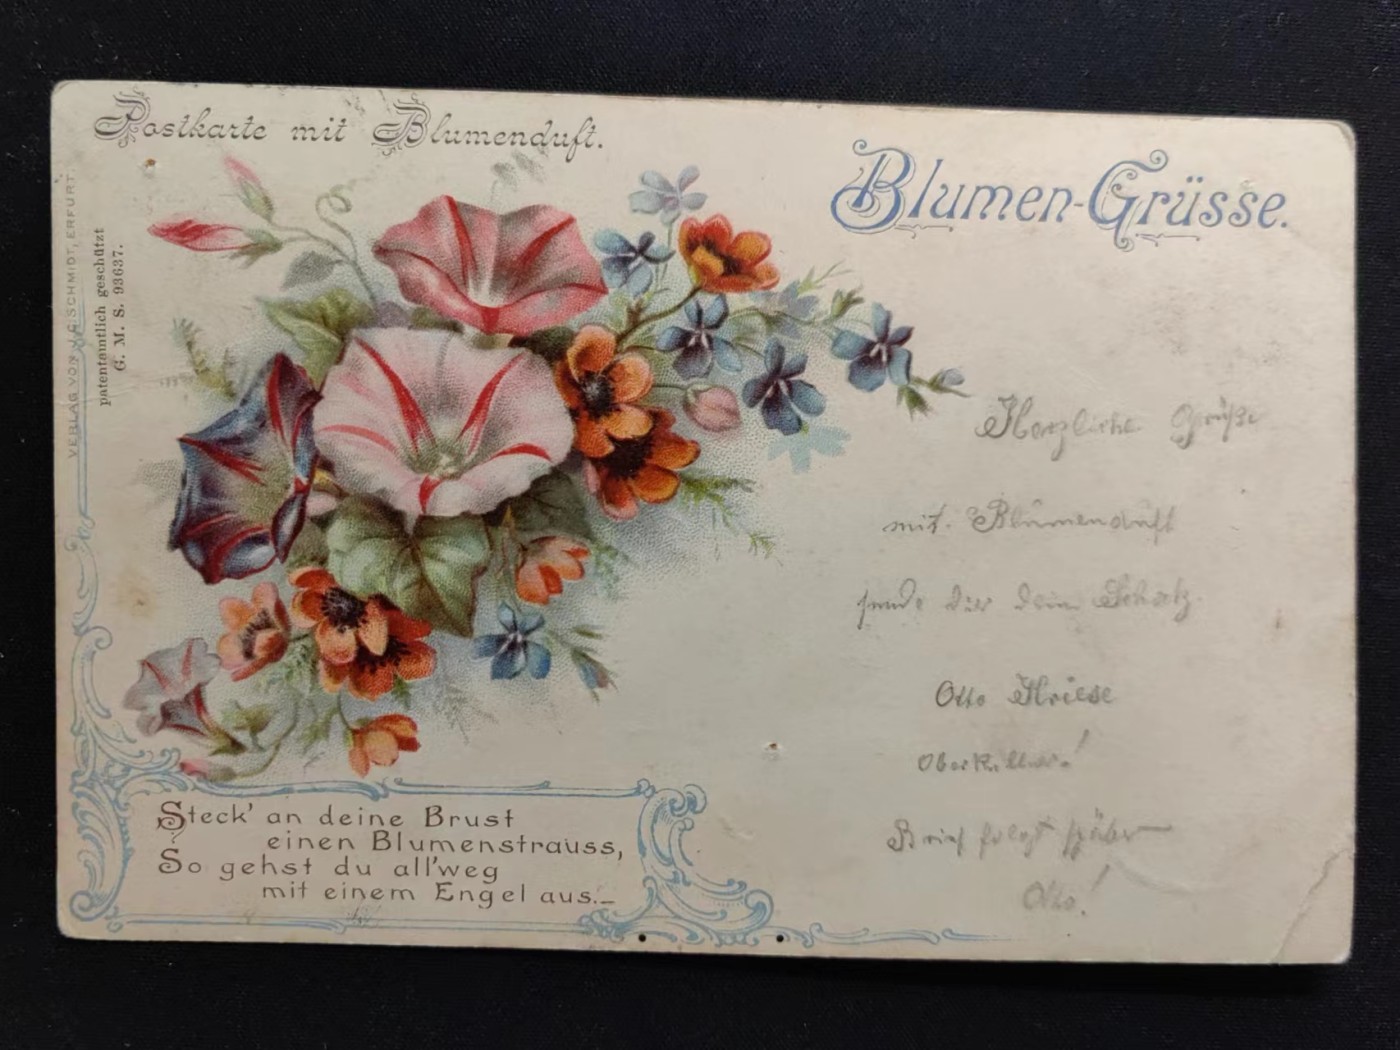 Postkarte mit Blumenduft.
Blumen-Grüsse.
VERLAG VON J.C. SCHMIDT, ERFURT.
patentamtlich geschützt
G. M. S. 93637.
Herzliche Grüße
mit Blumenduft
sende dir dein Schatz
Otto
Brief folgt später
Otto!
Steck' an deine Brust
einen Blumenstrauss,
So gehst du all'weg
mit einem Engel aus._